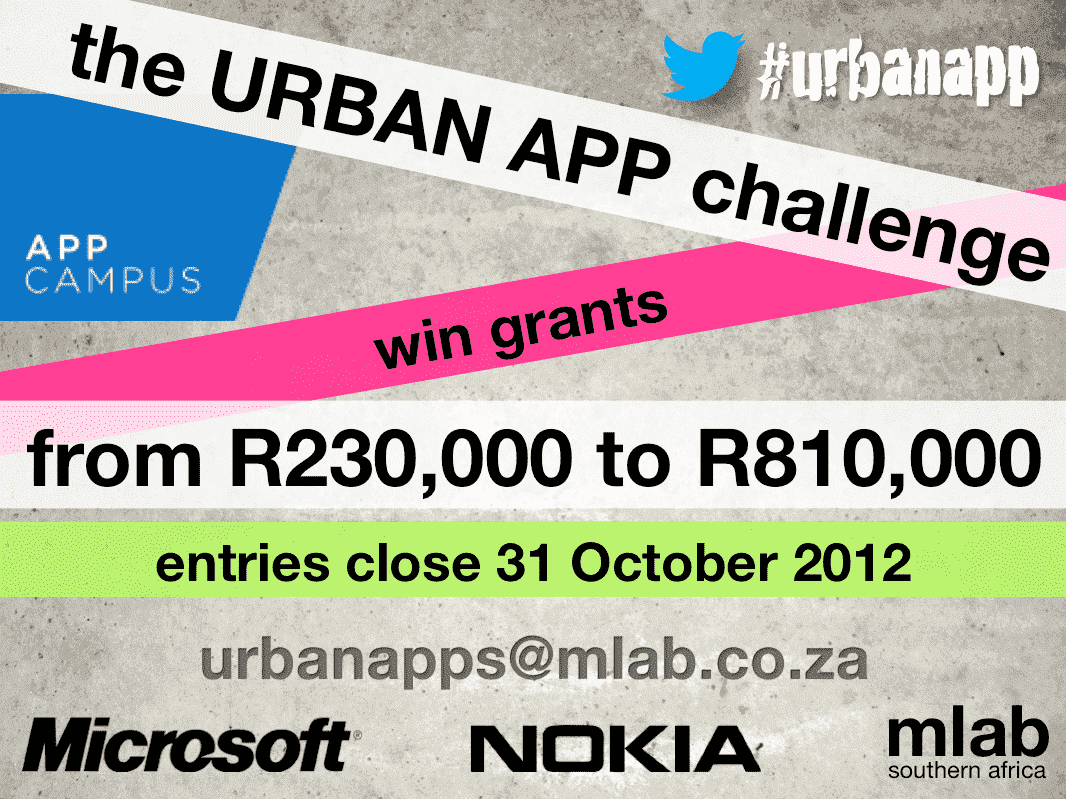 the URBAN APP challenge
#urbanapp
APP
CAMPUS
win grants
from R230,000 to R810,000
entries close 31 October 2012
urbanapps@mlab.co.za
Microsoft®
NOKIA
mlab
southern africa